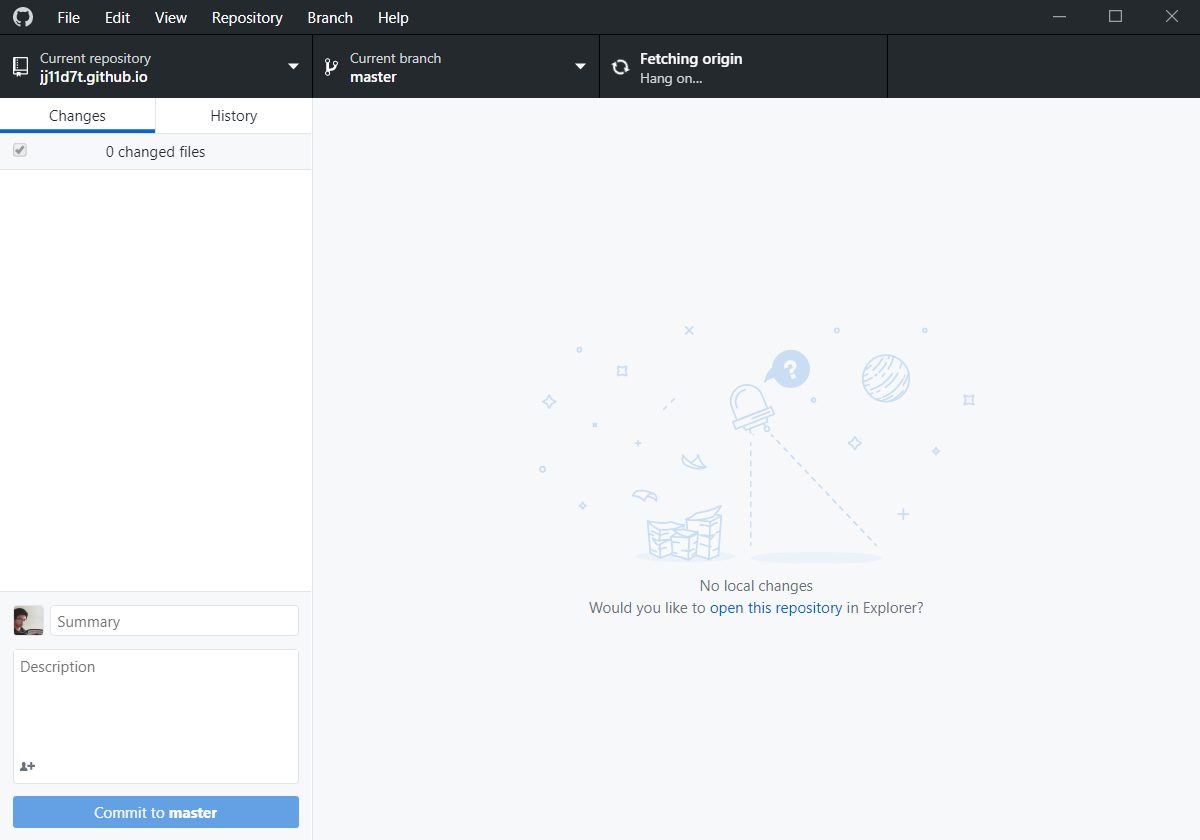 File Edit View Repository Branch Help
Current repository
jj11d7t.github.io
Current branch
master
Fetching origin
Hang on...
Changes History
0 changed files
?
No local changes
Would you like to open this repository in Explorer?
Summary
Description
Commit to master